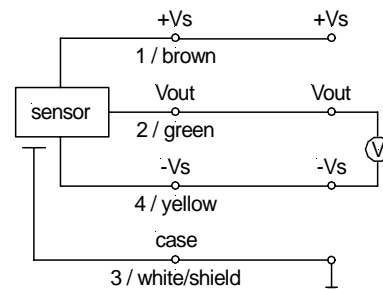 +Vs +Vs
1 / brown
Vout Vout
sensor
2 / green
V
-Vs -Vs
4 / yellow
case
3 / white/shield